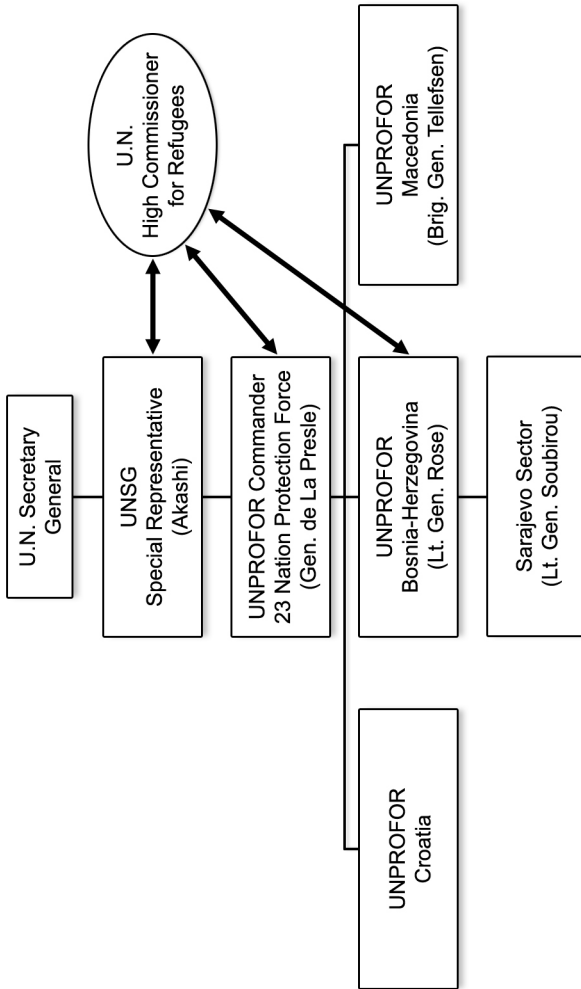 U.N. Secretary
General
U.N.
High Commissioner
for Refugees
UNSG
Special Representative
(Akashi)
UNPROFOR Commander
23 Nation Protection Force
(Gen. de La Presle)
UNPROFOR
Croatia
UNPROFOR
Bosnia-Herzegovina
(Lt. Gen. Rose)
UNPROFOR
Macedonia
(Brig. Gen. Tellefsen)
Sarajevo Sector
(Lt. Gen. Soubirou)